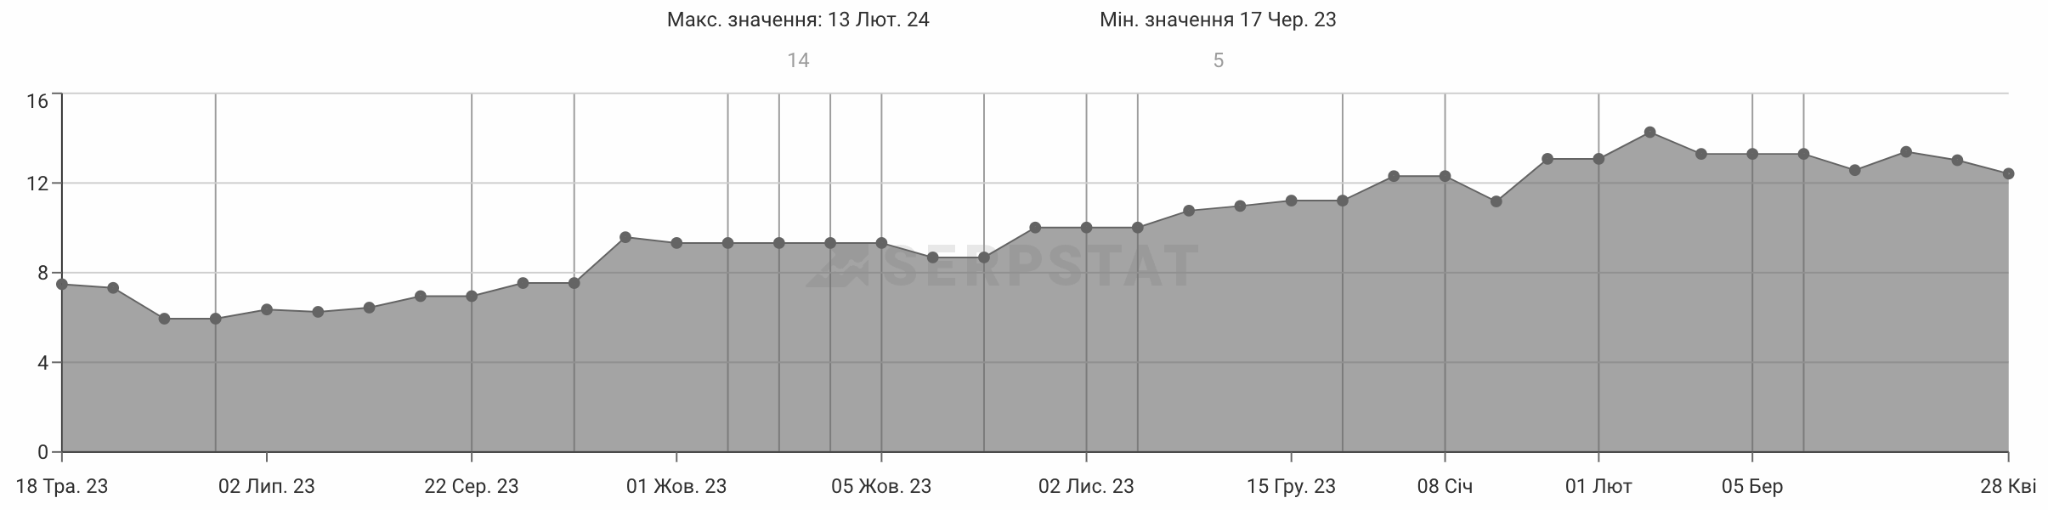 Макс. значення: 13 Лют. 24
Мін. значення 17 Чер. 23
14
5
16
12
8
4
0
SERPSTAT
18 Тра. 23
02 Лип. 23
22 Сер. 23
01 Жов. 23
05 Жов. 23
02 Лис. 23
15 Гру. 23
08 Січ
01 Лют
05 Бер
28 Кві